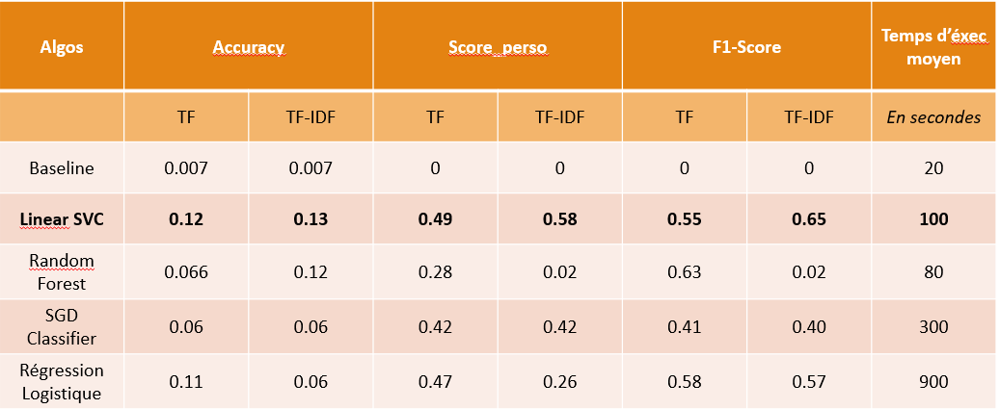 Algos Accuracy Score_perso F1-Score Temps d'éxec moyen
TF TF-IDF TF TF-IDF TF TF-IDF En secondes
Baseline 0.007 0.007 0 0 0 0 20
Linear SVC 0.12 0.13 0.49 0.58 0.55 0.65 100
Random Forest 0.066 0.12 0.28 0.02 0.63 0.02 80
SGD Classifier 0.06 0.06 0.42 0.42 0.41 0.40 300
Régression Logistique 0.11 0.06 0.47 0.26 0.58 0.57 900